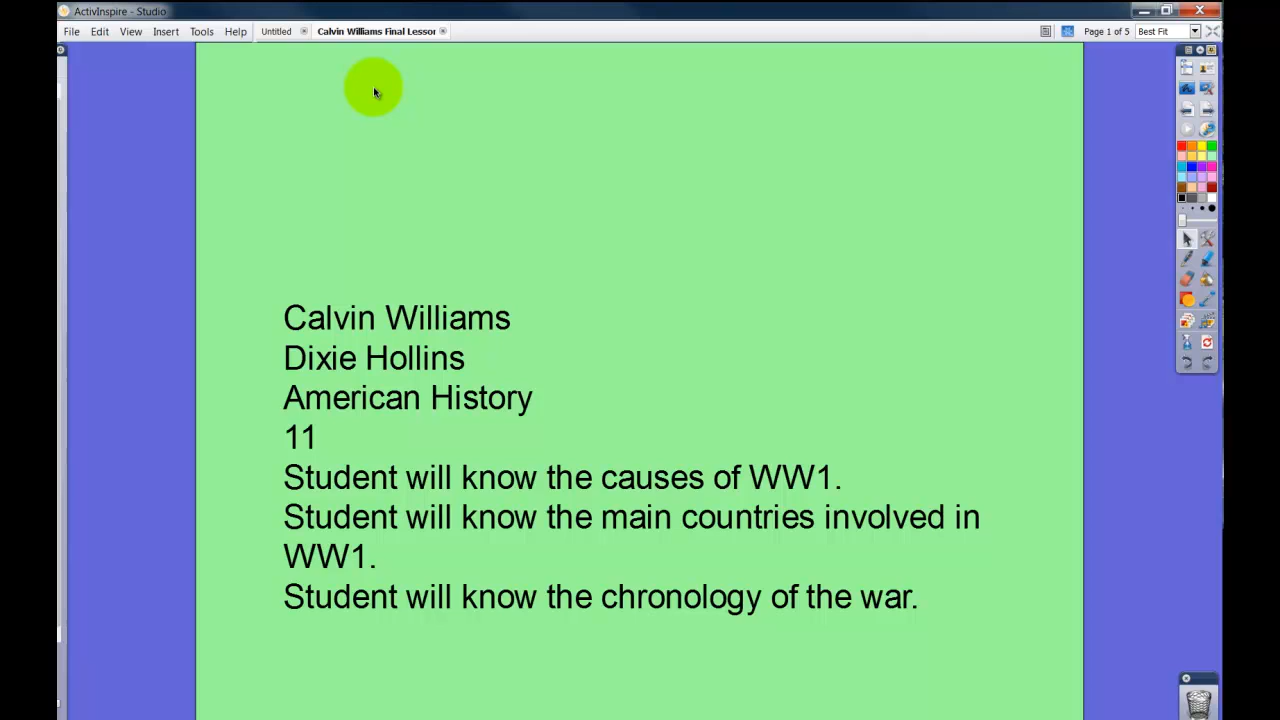 ActivInspire - Studio
File Edit View Insert Tools Help Untitled Calvin Williams Final Lessor Page 1 of 5 Best Fit
Calvin Williams
Dixie Hollins
American History
11
Student will know the causes of WW1.
Student will know the main countries involved in
WW1.
Student will know the chronology of the war.